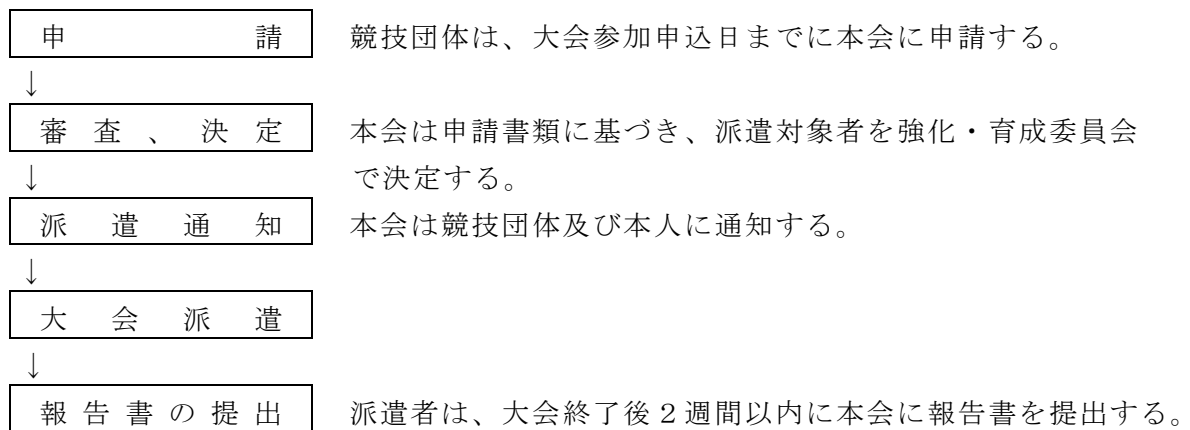 申請 競技団体は、大会参加申込日までに本会に申請する。
↓
審査、決定 本会は申請書類に基づき、派遣対象者を強化・育成委員会
↓ で決定する。
派遣通知 本会は競技団体及び本人に通知する。
↓
大会派遣
↓
報告書の提出 派遣者は、大会終了後２週間以内に本会に報告書を提出する。